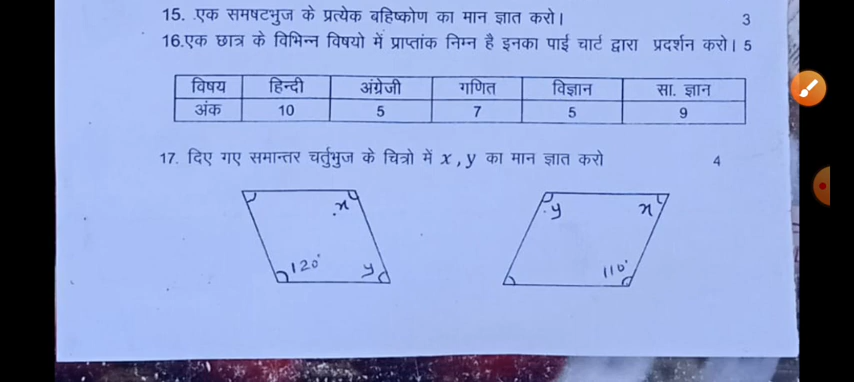 15. एक समषटभुज के प्रत्येक बहिष्कोण का मान ज्ञात करो। 3
16.एक छात्र के विभिन्न विषयो में प्राप्तांक निम्न है इनका पाई चार्ट द्वारा प्रदर्शन करो। 5
विषय हिन्दी अंग्रेजी गणित विज्ञान सा. ज्ञान
अंक 10 5 7 5 9
17. दिए गए समान्तर चर्तुभुज के चित्रो में x , y का मान ज्ञात करो 4
x y x
120° y 110°